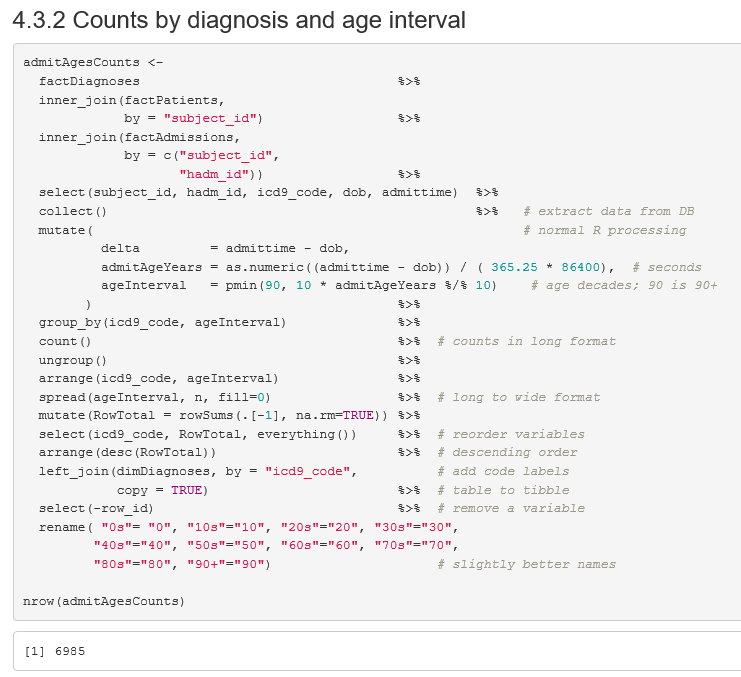 4.3.2 Counts by diagnosis and age interval
admitAgesCounts <-
factDiagnoses %>%
inner_join(factPatients,
by = "subject_id") %>%
inner_join(factAdmissions,
by = c("subject_id",
"hadm_id")) %>%
select(subject_id, hadm_id, icd9_code, dob, admittime) %>%
collect() %>% # extract data from DB
mutate( # normal R processing
delta = admittime - dob,
admitAgeYears = as.numeric((admittime - dob)) / ( 365.25 * 86400), # seconds
ageInterval = pmin(90, 10 * admitAgeYears %/% 10) # age decades; 90 is 90+
) %>%
group_by(icd9_code, ageInterval) %>%
count() %>% # counts in long format
ungroup() %>%
arrange(icd9_code, ageInterval) %>%
spread(ageInterval, n, fill=0) %>% # long to wide format
mutate(RowTotal = rowSums(.[-1], na.rm=TRUE)) %>%
select(icd9_code, RowTotal, everything()) %>% # reorder variables
arrange(desc(RowTotal)) %>% # descending order
left_join(dimDiagnoses, by = "icd9_code", # add code labels
copy = TRUE) %>% # table to tibble
select(-row_id) %>% # remove a variable
rename( "0s"= "0", "10s"="10", "20s"="20", "30s"="30",
"40s"="40", "50s"="50", "60s"="60", "70s"="70",
"80s"="80", "90+"="90") # slightly better names
nrow(admitAgesCounts)
[1] 6985